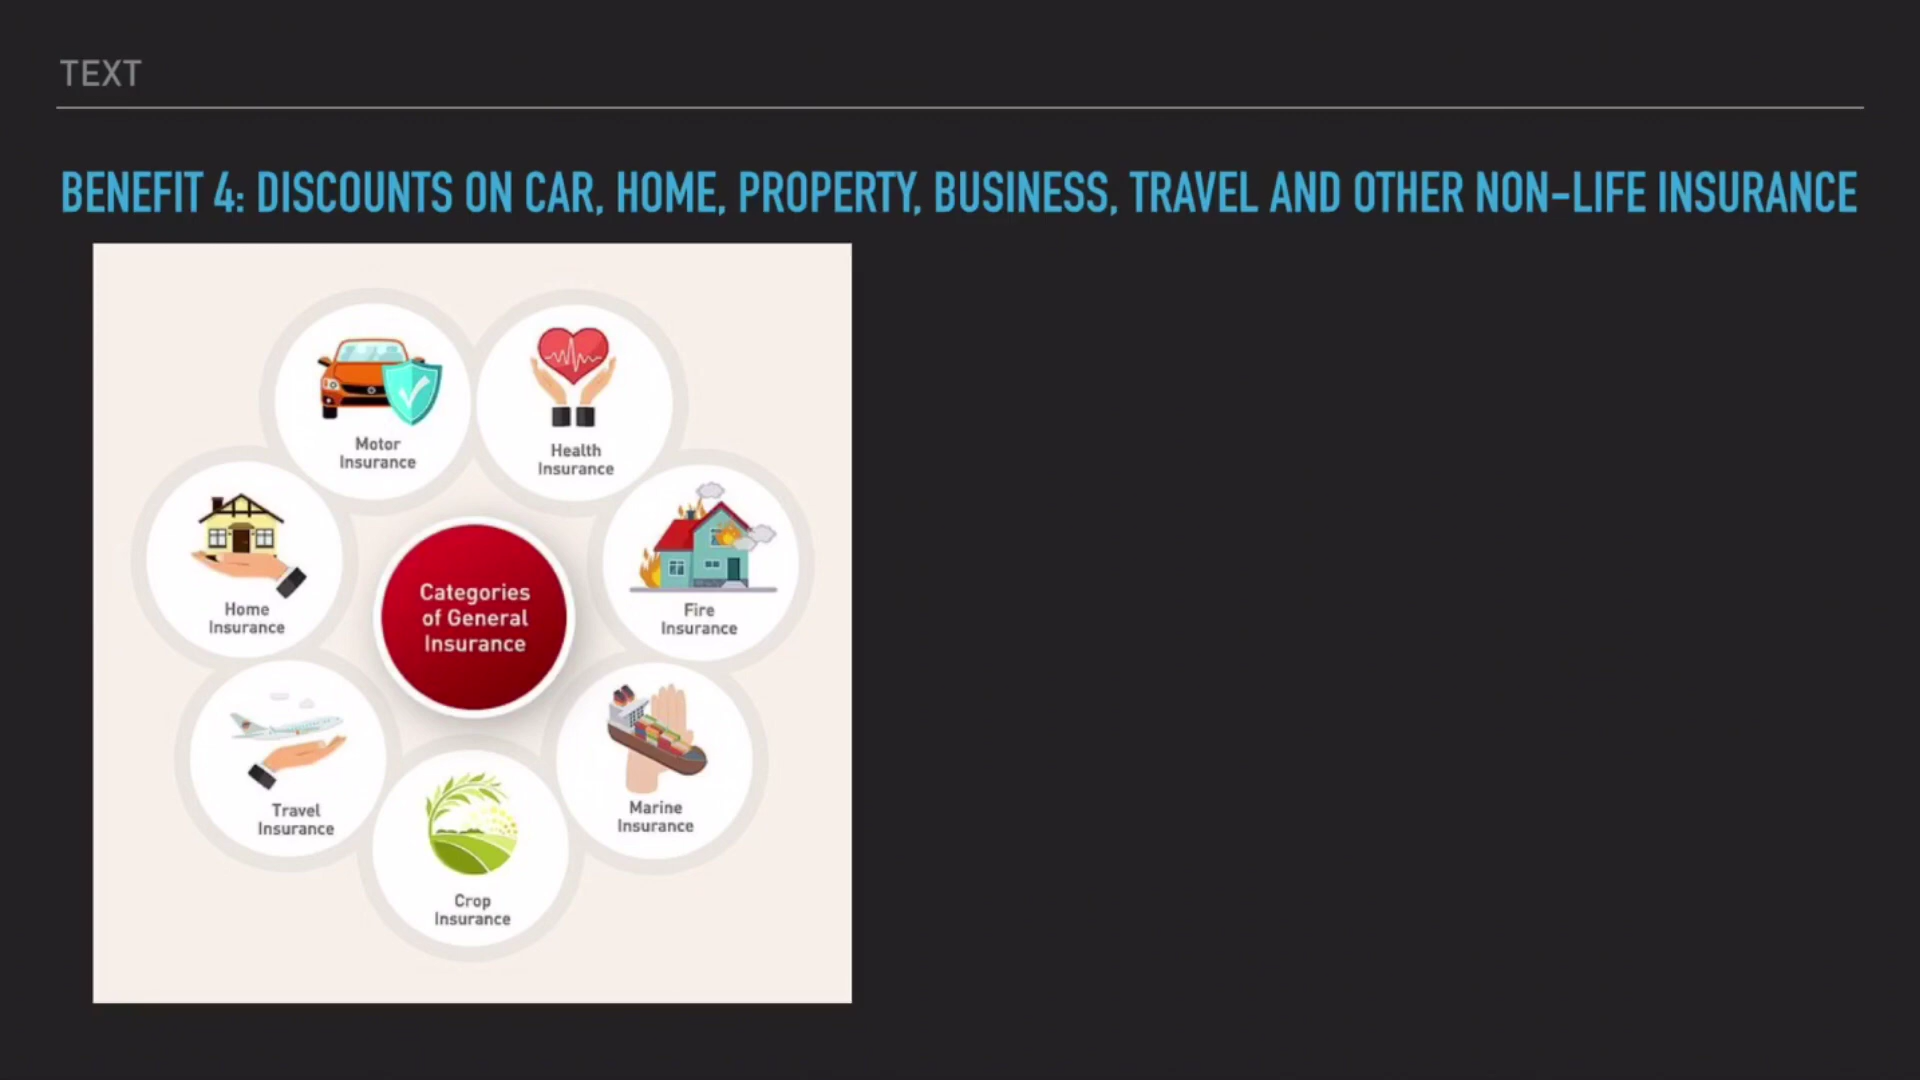 TEXT
BENEFIT 4: DISCOUNTS ON CAR, HOME, PROPERTY, BUSINESS, TRAVEL AND OTHER NON-LIFE INSURANCE
Motor
Insurance
Health
Insurance
Home
Insurance
Categories
of General
Insurance
Fire
Insurance
Travel
Insurance
Marine
Insurance
Crop
Insurance